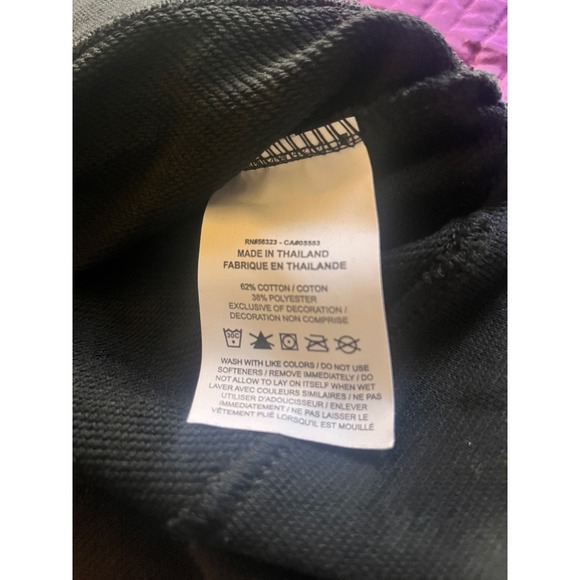 RN#56323 - CA#05553
MADE IN THAILAND
FABRIQUE EN THAILANDE
62% COTTON / COTON
38% POLYESTER
EXCLUSIVE OF DECORATION /
DECORATION NON COMPRISE
30C
WASH WITH LIKE COLORS / DO NOT USE
SOFTENERS / REMOVE IMMEDIATELY / DO
NOT ALLOW TO LAY ON ITSELF WHEN WET
LAVER AVEC COULEURS SIMILAIRES / NE PAS
UTILISER D'ADOUCISSEUR / ENLEVER
IMMEDIATEMENT / NE PAS LAISSER LE
VÊTEMENT PLIÉ LORSQU'IL EST MOUILLÉ